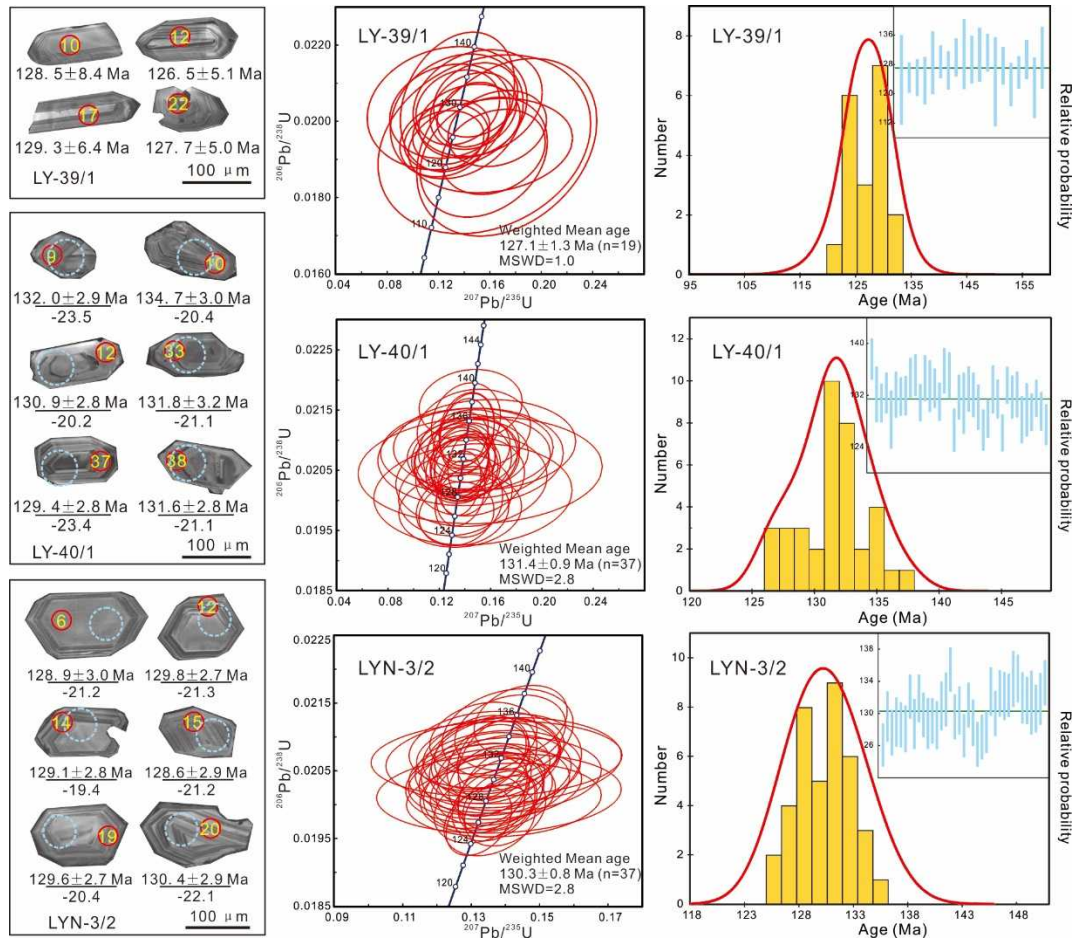 10
12
128.5±8.4 Ma
126.5±5.1 Ma
17
22
129.3±6.4 Ma
127.7±5.0 Ma
LY-39/1
100 μm
LY-39/1
0.0220
0.0200
0.0180
0.0160
206Pb/238U
140
130
120
110
Weighted Mean age
127.1±1.3 Ma (n=19)
MSWD=1.0
0.04
0.08
0.12
0.16
0.20
0.24
0.28
207Pb/235U
LY-39/1
8
6
4
2
0
Number
95
105
115
125
135
145
155
Age (Ma)
136
120
112
Relative probability
9
10
132.0±2.9 Ma
134.7±3.0 Ma
-23.5
-20.4
12
33
130.9±2.8 Ma
131.8±3.2 Ma
-20.2
-21.1
37
38
129.4±2.8 Ma
131.6±2.8 Ma
-23.4
-21.1
LY-40/1
100 μm
LY-40/1
0.0225
0.0215
0.0205
0.0195
0.0185
206Pb/238U
144
140
136
132
128
124
120
Weighted Mean age
131.4±0.9 Ma (n=37)
MSWD=2.8
0.04
0.08
0.12
0.16
0.20
0.24
0.28
207Pb/235U
LY-40/1
12
10
8
6
4
2
0
Number
120
125
130
135
140
145
Age (Ma)
140
132
124
Relative probability
6
12
128.9±3.0 Ma
129.8±2.7 Ma
-21.2
-21.3
14
15
129.1±2.8 Ma
128.6±2.9 Ma
-19.4
-21.2
19
20
129.6±2.7 Ma
130.4±2.9 Ma
-20.4
-22.1
LYN-3/2
100 μm
LYN-3/2
0.0225
0.0215
0.0205
0.0195
0.0185
206Pb/238U
140
136
132
128
124
120
Weighted Mean age
130.3±0.8 Ma (n=37)
MSWD=2.8
0.09
0.11
0.13
0.15
0.17
207Pb/235U
LYN-3/2
10
8
6
4
2
0
Number
118
123
128
133
138
143
148
Age (Ma)
138
134
130
126
Relative probability